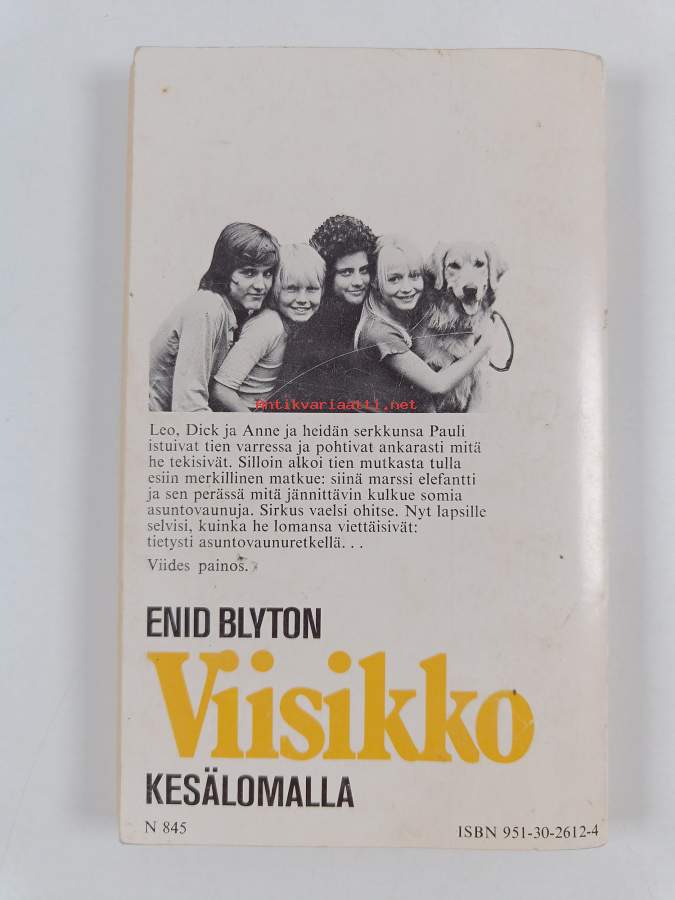 Antikvariaatti.net
Leo, Dick ja Anne ja heidän serkkunsa Pauli
istuivat tien varressa ja pohtivat ankarasti mitä
he tekisivät. Silloin alkoi tien mutkasta tulla
esiin merkillinen matkue: siinä marssi elefantti
ja sen perässä mitä jännittävin kulkue somia
asuntovaunuja. Sirkus vaelsi ohitse. Nyt lapsille
selvisi, kuinka he lomansa viettäisivät:
tietysti asuntovaunuretkellä. . .
Viides painos.
ENID BLYTON
Viisikko
KESÄLOMALLA
N 845
ISBN 951-30-2612-4